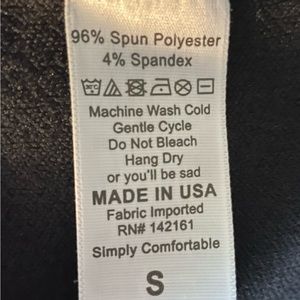 96% Spun Polyester
4% Spandex
Machine Wash Cold
Gentle Cycle
Do Not Bleach
Hang Dry
or you'll be sad
MADE IN USA
Fabric Imported
RN# 142161
Simply Comfortable
S